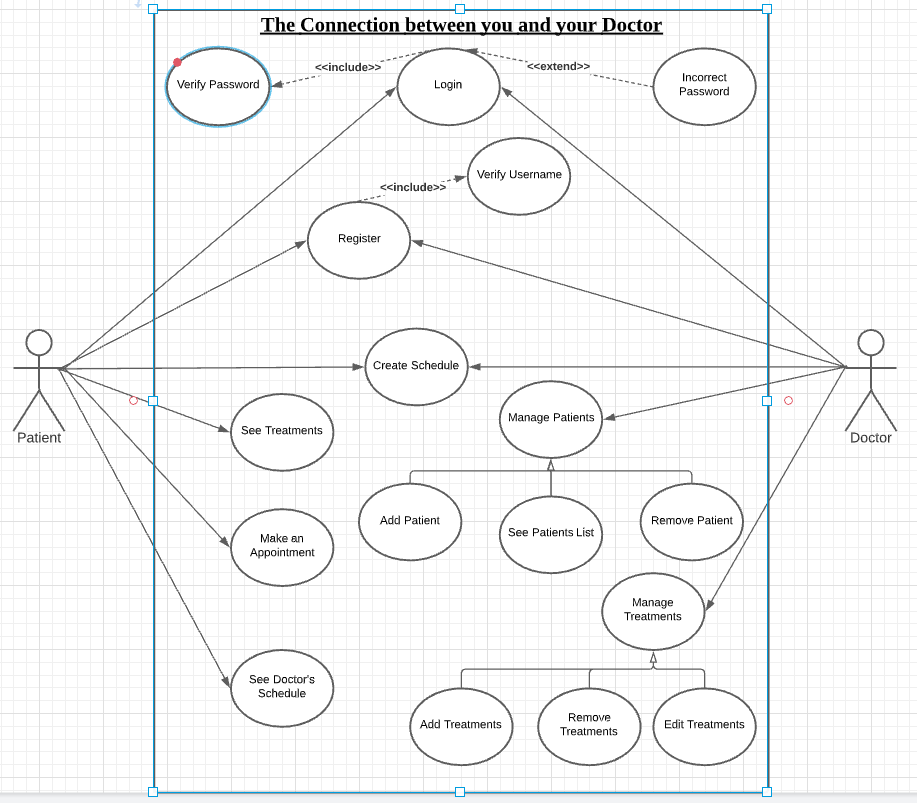 The Connection between you and your Doctor
Verify Password
<<include>>
Login
<<extend>>
Incorrect
Password
Verify Username
<<include>>
Register
Create Schedule
Patient
Doctor
See Treatments
Manage Patients
Add Patient
See Patients List
Remove Patient
Make an
Appointment
Manage
Treatments
See Doctor's
Schedule
Add Treatments
Remove
Treatments
Edit Treatments